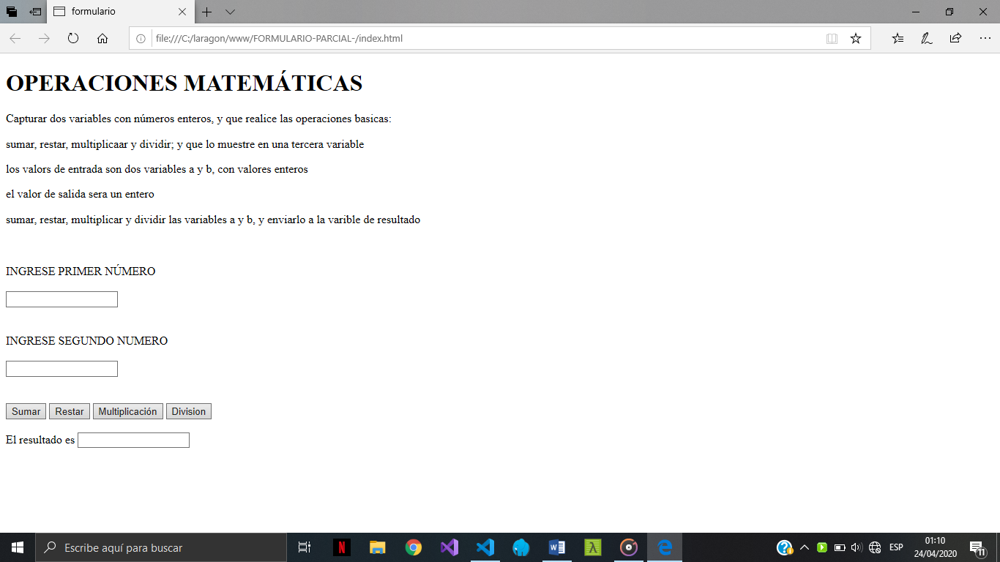 formulario
file:///C:/laragon/www/FORMULARIO-PARCIAL-/index.html
OPERACIONES MATEMÁTICAS
Capturar dos variables con números enteros, y que realice las operaciones basicas:
sumar, restar, multiplicaar y dividir; y que lo muestre en una tercera variable
los valors de entrada son dos variables a y b, con valores enteros
el valor de salida sera un entero
sumar, restar, multiplicar y dividir las variables a y b, y enviarlo a la varible de resultado
INGRESE PRIMER NÚMERO
INGRESE SEGUNDO NUMERO
Sumar Restar Multiplicación Division
El resultado es
Escribe aquí para buscar
ESP
01:10
24/04/2020
11